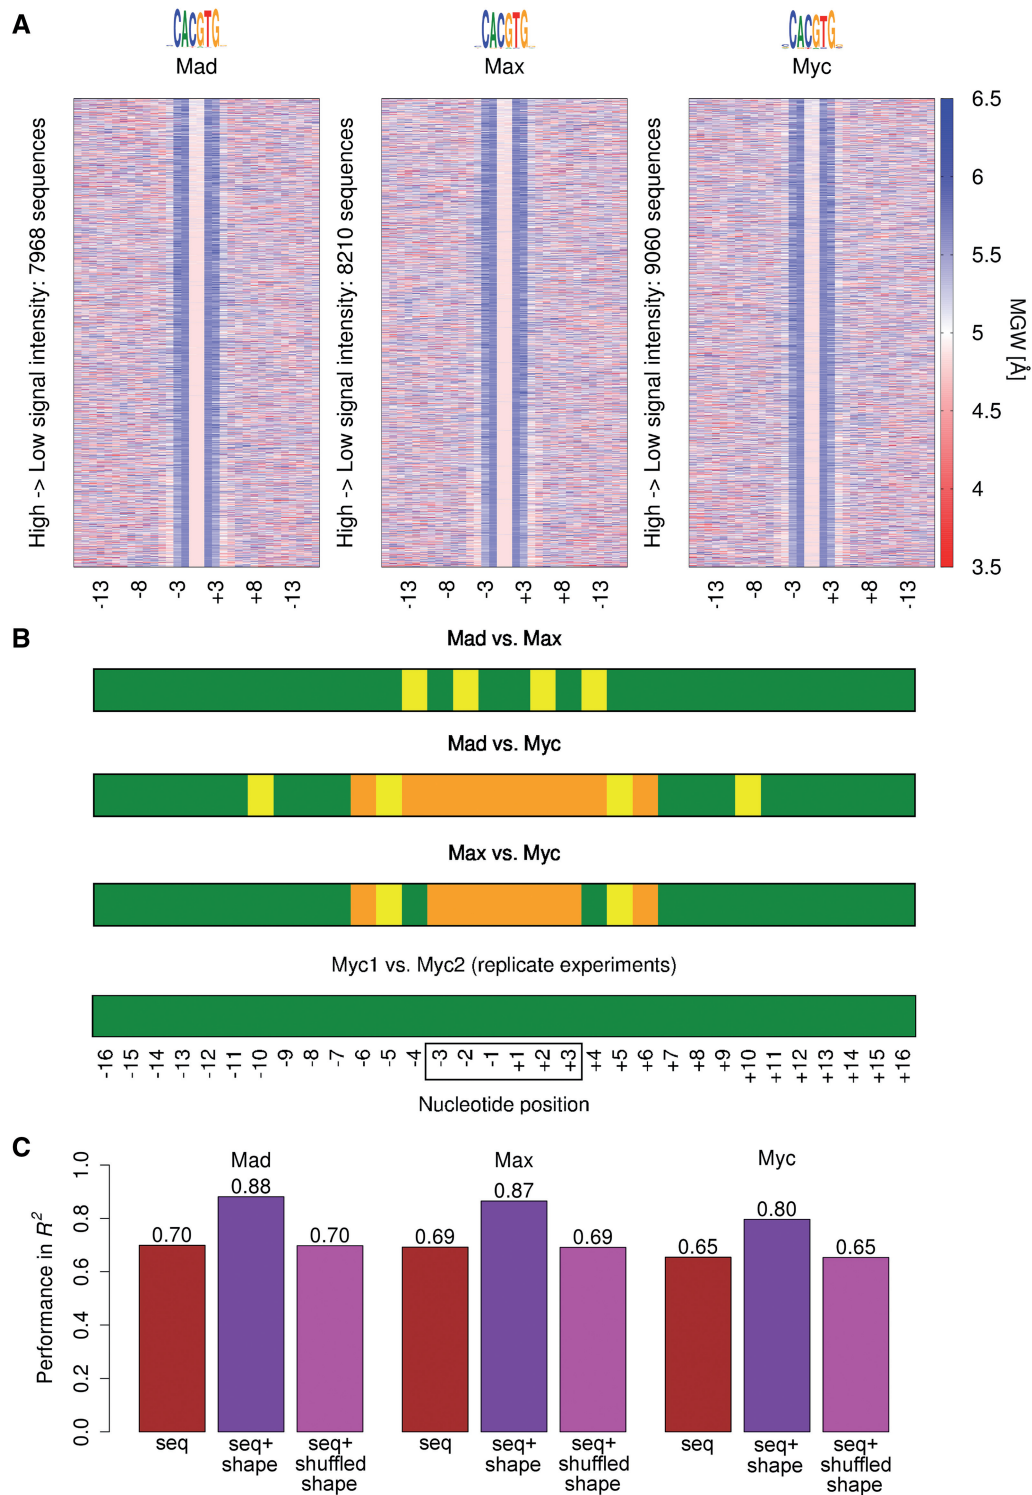 A
CACGTG CACGTG CACGTG
Mad Max Myc
High -> Low signal intensity: 7968 sequences
High -> Low signal intensity: 8210 sequences
High -> Low signal intensity: 9060 sequences
6.5
6
5.5
5
4.5
4
3.5
MGW [Å]
-13 -8 -3 +3 +8 -13
-13 -8 -3 +3 +8 -13
-13 -8 -3 +3 +8 -13
B
Mad vs. Max
Mad vs. Myc
Max vs. Myc
Myc1 vs. Myc2 (replicate experiments)
-16 -15 -14 -13 -12 -11 -10 -9 -8 -7 -6 -5 -4 -3 -2 -1 +1 +2 +3 +4 +5 +6 +7 +8 +9 +10 +11 +12 +13 +14 +15 +16
Nucleotide position
C
Performance in R²
1.0
0.8
0.6
0.4
0.2
0.0
Mad
0.70 0.88 0.70
seq
seq+
shape
seq+
shuffled
shape
Max
0.69 0.87 0.69
seq
seq+
shape
seq+
shuffled
shape
Myc
0.65 0.80 0.65
seq
seq+
shape
seq+
shuffled
shape